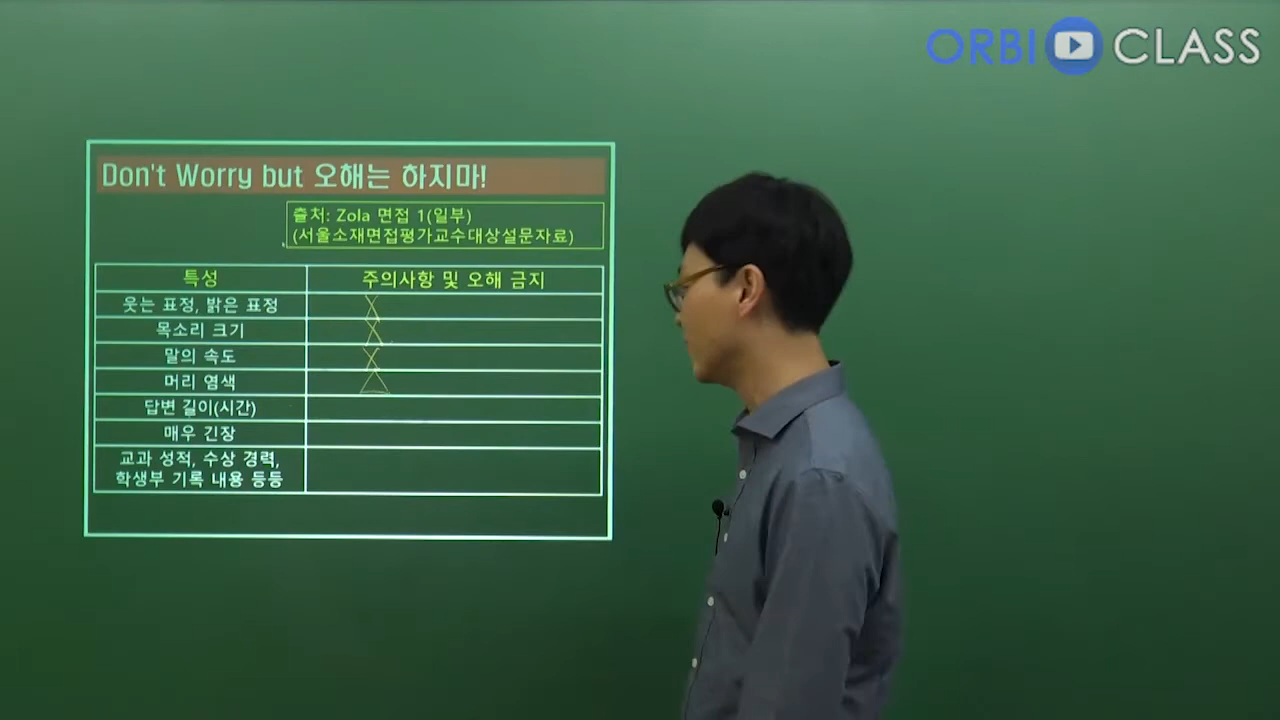 ORBI CLASS
Don't Worry but 오해는 하지마!
출처: Zola 면접 1(일부)
(서울소재면접평가교수대상설문자료)
특성 주의사항 및 오해 금지
웃는 표정, 밝은 표정 X
목소리 크기 X
말의 속도 X
머리 염색 △
답변 길이(시간)
매우 긴장
교과 성적, 수상 경력,
학생부 기록 내용 등등